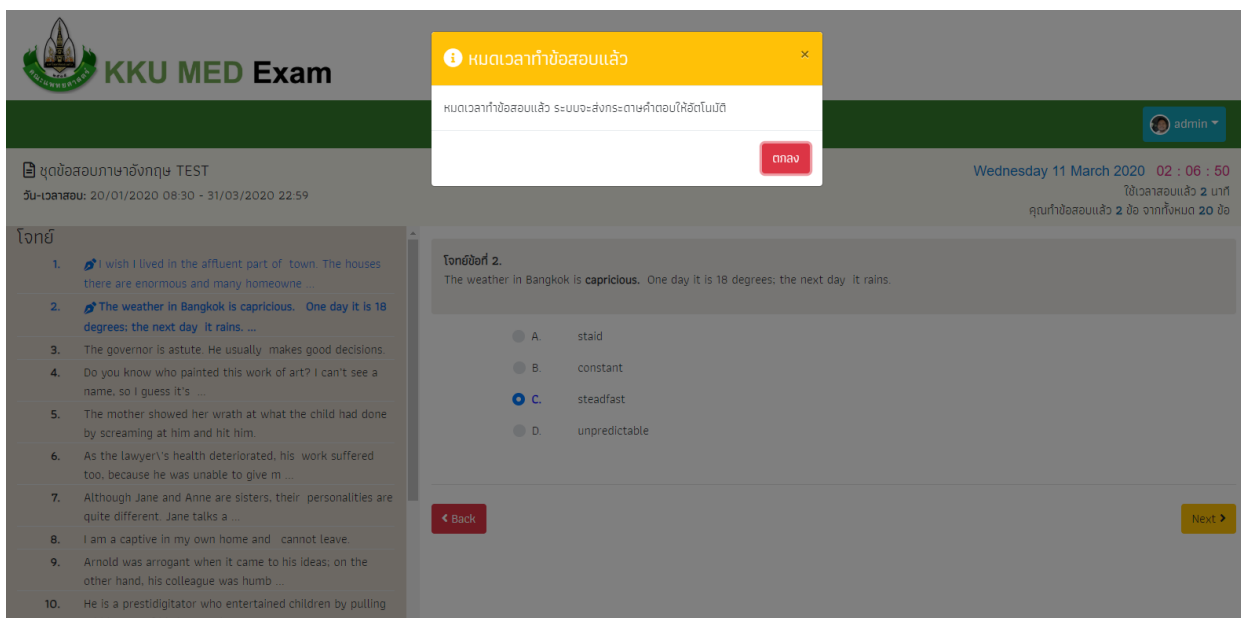 KKU MED Exam
หมดเวลาทำข้อสอบแล้ว ×
หมดเวลาทำข้อสอบแล้ว ระบบจะส่งกระดาษคำตอบให้อัตโนมัติ
ตกลง
admin
ชุดข้อสอบภาษาอังกฤษ TEST
วัน-เวลาสอบ: 20/01/2020 08:30 - 31/03/2020 22:59
Wednesday 11 March 2020 02 : 06 : 50
ใช้เวลาสอบแล้ว 2 นาที
คุณทำข้อสอบแล้ว 2 ข้อ จากทั้งหมด 20 ข้อ
โจทย์
1. I wish I lived in the affluent part of town. The houses
there are enormous and many homeowne ...
2. The weather in Bangkok is capricious. One day it is 18
degrees; the next day it rains. ...
3. The governor is astute. He usually makes good decisions.
4. Do you know who painted this work of art? I can't see a
name, so I guess it's ...
5. The mother showed her wrath at what the child had done
by screaming at him and hit him.
6. As the lawyer\'s health deteriorated, his work suffered
too, because he was unable to give m ...
7. Although Jane and Anne are sisters, their personalities are
quite different. Jane talks a ...
8. I am a captive in my own home and cannot leave.
9. Arnold was arrogant when it came to his ideas; on the
other hand, his colleague was humb ...
10. He is a prestidigitator who entertained children by pulling
โจทย์ข้อที่ 2.
The weather in Bangkok is capricious. One day it is 18 degrees; the next day it rains.
A. staid
B. constant
C. steadfast
D. unpredictable
Back
Next